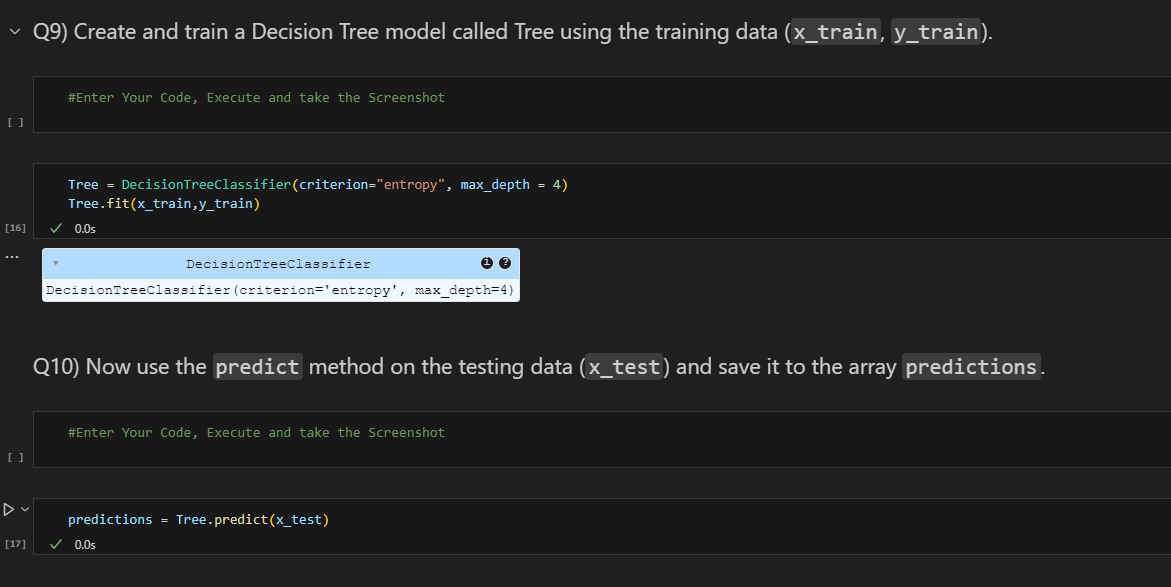 Q9) Create and train a Decision Tree model called Tree using the training data (x_train, y_train).
#Enter Your Code, Execute and take the Screenshot
[ ]
Tree = DecisionTreeClassifier(criterion="entropy", max_depth = 4)
Tree.fit(x_train,y_train)
[16] 0.0s
...
DecisionTreeClassifier i ?
DecisionTreeClassifier(criterion='entropy', max_depth=4)
Q10) Now use the predict method on the testing data (x_test) and save it to the array predictions.
#Enter Your Code, Execute and take the Screenshot
[ ]
predictions = Tree.predict(x_test)
[17] 0.0s